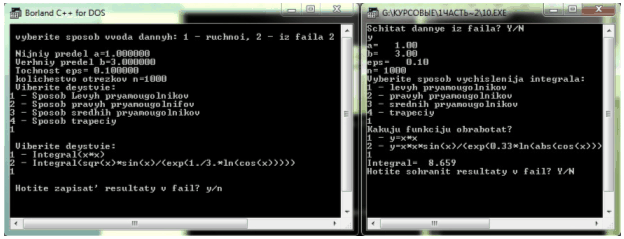 Borland C++ for DOS
vyberite sposob vvoda dannyh: 1 - ruchnoi, 2 - iz faila 2
Nijniy predel a=1.000000
Verhniy predel b=3.000000
Tochnost eps= 0.100000
kolichestvo otrezkov n=1000
Viberite deystvie:
1 - Sposob Levyh pryamougolnikov
2 - Sposob pravyh pryamougolnifov
3 - Sposob sredhih pryamougolnikov
4 - Sposob trapeciy
1
Viberite deystvie:
1 - Integral(x*x)
2 - Integral(sqr(x)*sin(x)/(exp(1./3.*ln(cos(x)))))
1
Hotite zapisat' resultaty v fail? y/n
G:\КУРСОВЫЕ\1ЧАСТЬ~2\10.EXE
Schitat dannye iz faila? Y/N
y
a= 1.00
b= 3.00
eps= 0.10
n= 1000
Vyberite sposob vychislenija integrala:
1 - levyh pryamougolnikov
2 - pravyh pryamougolnikov
3 - srednih pryamougolnikov
4 - trapeciy
1
Kakuju funkciju obrabotat?
1 - y=x*x
2 - y=x*x*sin(x)/(exp(0.33*ln(abs(cos(x)))
1
Integral= 8.659
Hotite sohranit resultaty v fail? Y/N